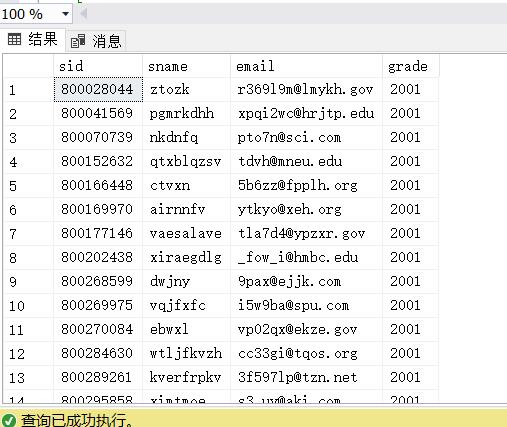 100 %
结果 消息
sid sname email grade
1 800028044 ztozk r369l9m@lmykh.gov 2001
2 800041569 pgmrkdhh xpqi2wc@hrjtp.edu 2001
3 800070739 nkdnfq pto7n@sci.com 2001
4 800152632 qtxblqzsv tdvh@mneu.edu 2001
5 800166448 ctvxn 5b6zz@fpplh.org 2001
6 800169970 airnnfv ytkyo@xeh.org 2001
7 800177146 vaesalave tla7d4@ypzxr.gov 2001
8 800202438 xiraegdlg _fow_i@hmbc.edu 2001
9 800268599 dwjny 9pax@ejjk.com 2001
10 800269975 vqjfxfc i5w9ba@spu.com 2001
11 800270084 ebwxl vp02qx@ekze.gov 2001
12 800284630 wtljfkvzh cc33gi@tqos.org 2001
13 800289261 kverfrpkv 3f597lp@tzn.net 2001
14 800295858 ximtmoe 2001
查询已成功执行。